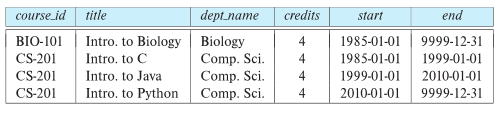 course_id title dept_name credits start end
BIO-101 Intro. to Biology Biology 4 1985-01-01 9999-12-31
CS-201 Intro. to C Comp. Sci. 4 1985-01-01 1999-01-01
CS-201 Intro. to Java Comp. Sci. 4 1999-01-01 2010-01-01
CS-201 Intro. to Python Comp. Sci. 4 2010-01-01 9999-12-31